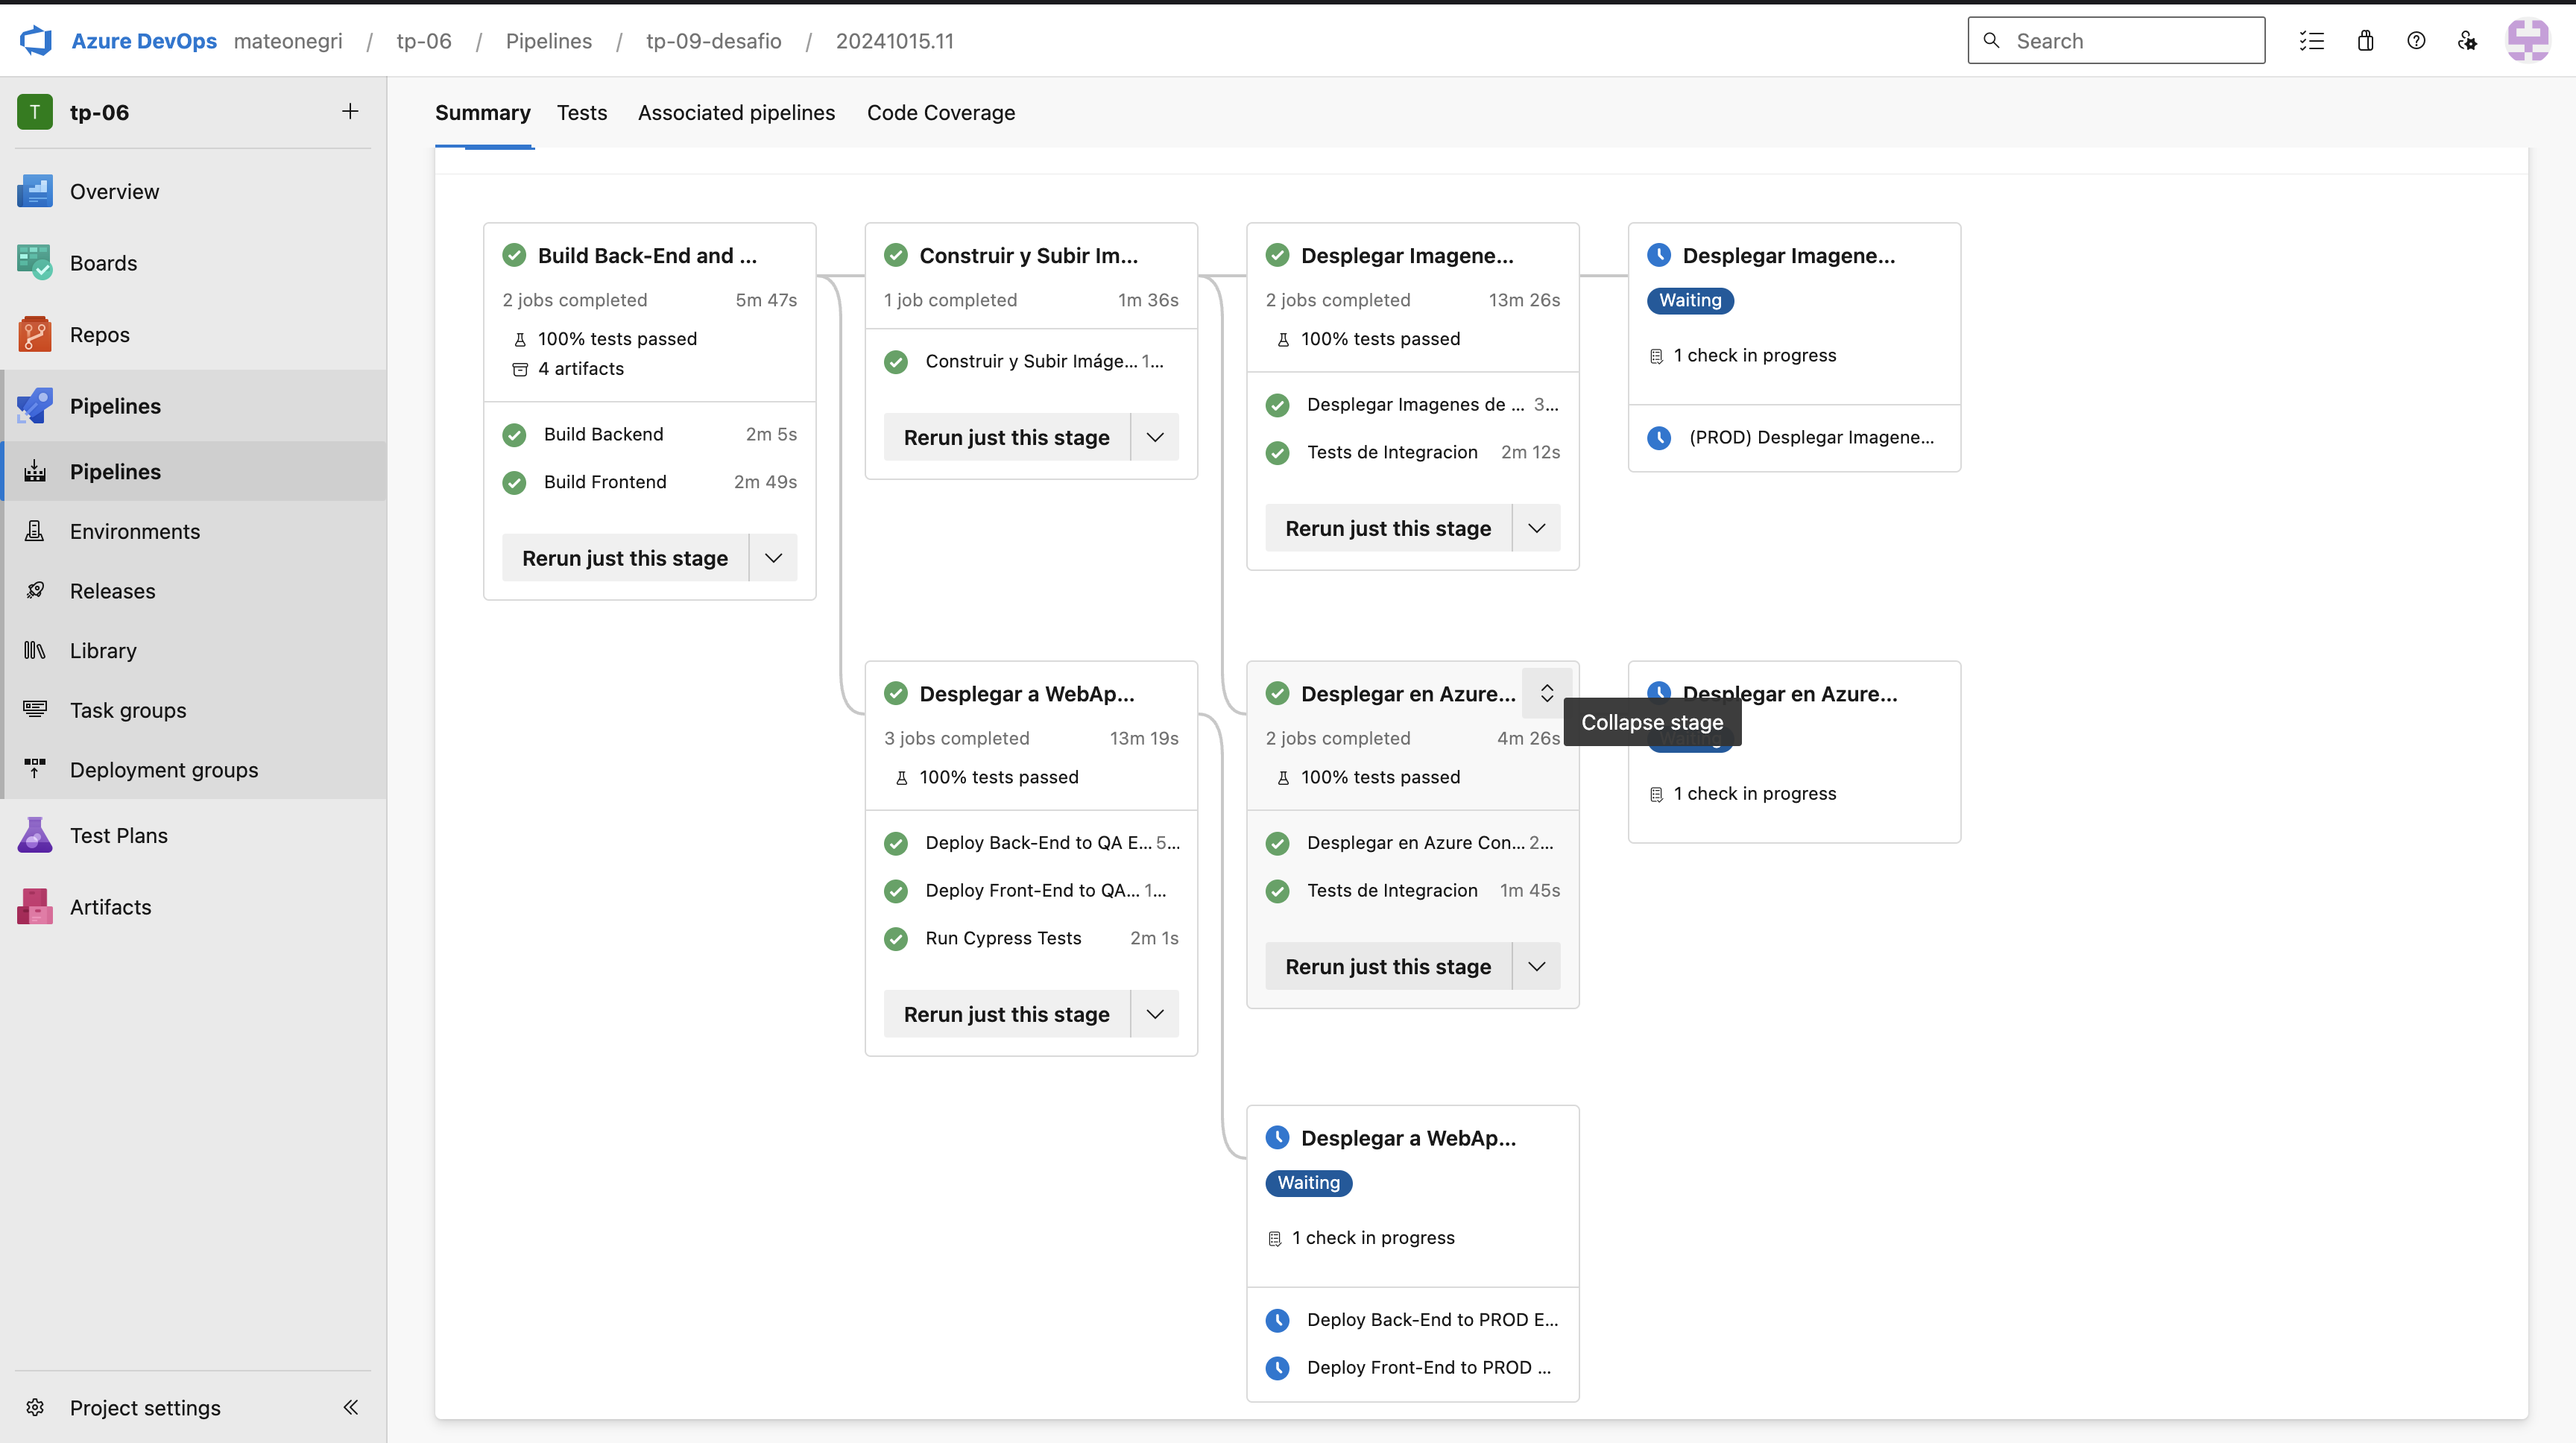 Azure DevOps mateonegri / tp-06 / Pipelines / tp-09-desafio / 20241015.11
Search
T tp-06
Overview
Boards
Repos
Pipelines
Pipelines
Environments
Releases
Library
Task groups
Deployment groups
Test Plans
Artifacts
Project settings
Summary Tests Associated pipelines Code Coverage
Build Back-End and ...
2 jobs completed 5m 47s
100% tests passed
4 artifacts
Build Backend 2m 5s
Build Frontend 2m 49s
Rerun just this stage
Construir y Subir Im...
1 job completed 1m 36s
Construir y Subir Imáge... 1...
Rerun just this stage
Desplegar Imagene...
2 jobs completed 13m 26s
100% tests passed
Desplegar Imagenes de ... 3...
Tests de Integracion 2m 12s
Rerun just this stage
Desplegar Imagene...
Waiting
1 check in progress
(PROD) Desplegar Imagene...
Desplegar a WebAp...
3 jobs completed 13m 19s
100% tests passed
Deploy Back-End to QA E... 5...
Deploy Front-End to QA... 1...
Run Cypress Tests 2m 1s
Rerun just this stage
Desplegar en Azure...
2 jobs completed 4m 26s
100% tests passed
Desplegar en Azure Con... 2...
Tests de Integracion 1m 45s
Rerun just this stage
Desplegar en Azure...
Collapse stage
Waiting
1 check in progress
Desplegar a WebAp...
Waiting
1 check in progress
Deploy Back-End to PROD E...
Deploy Front-End to PROD ...